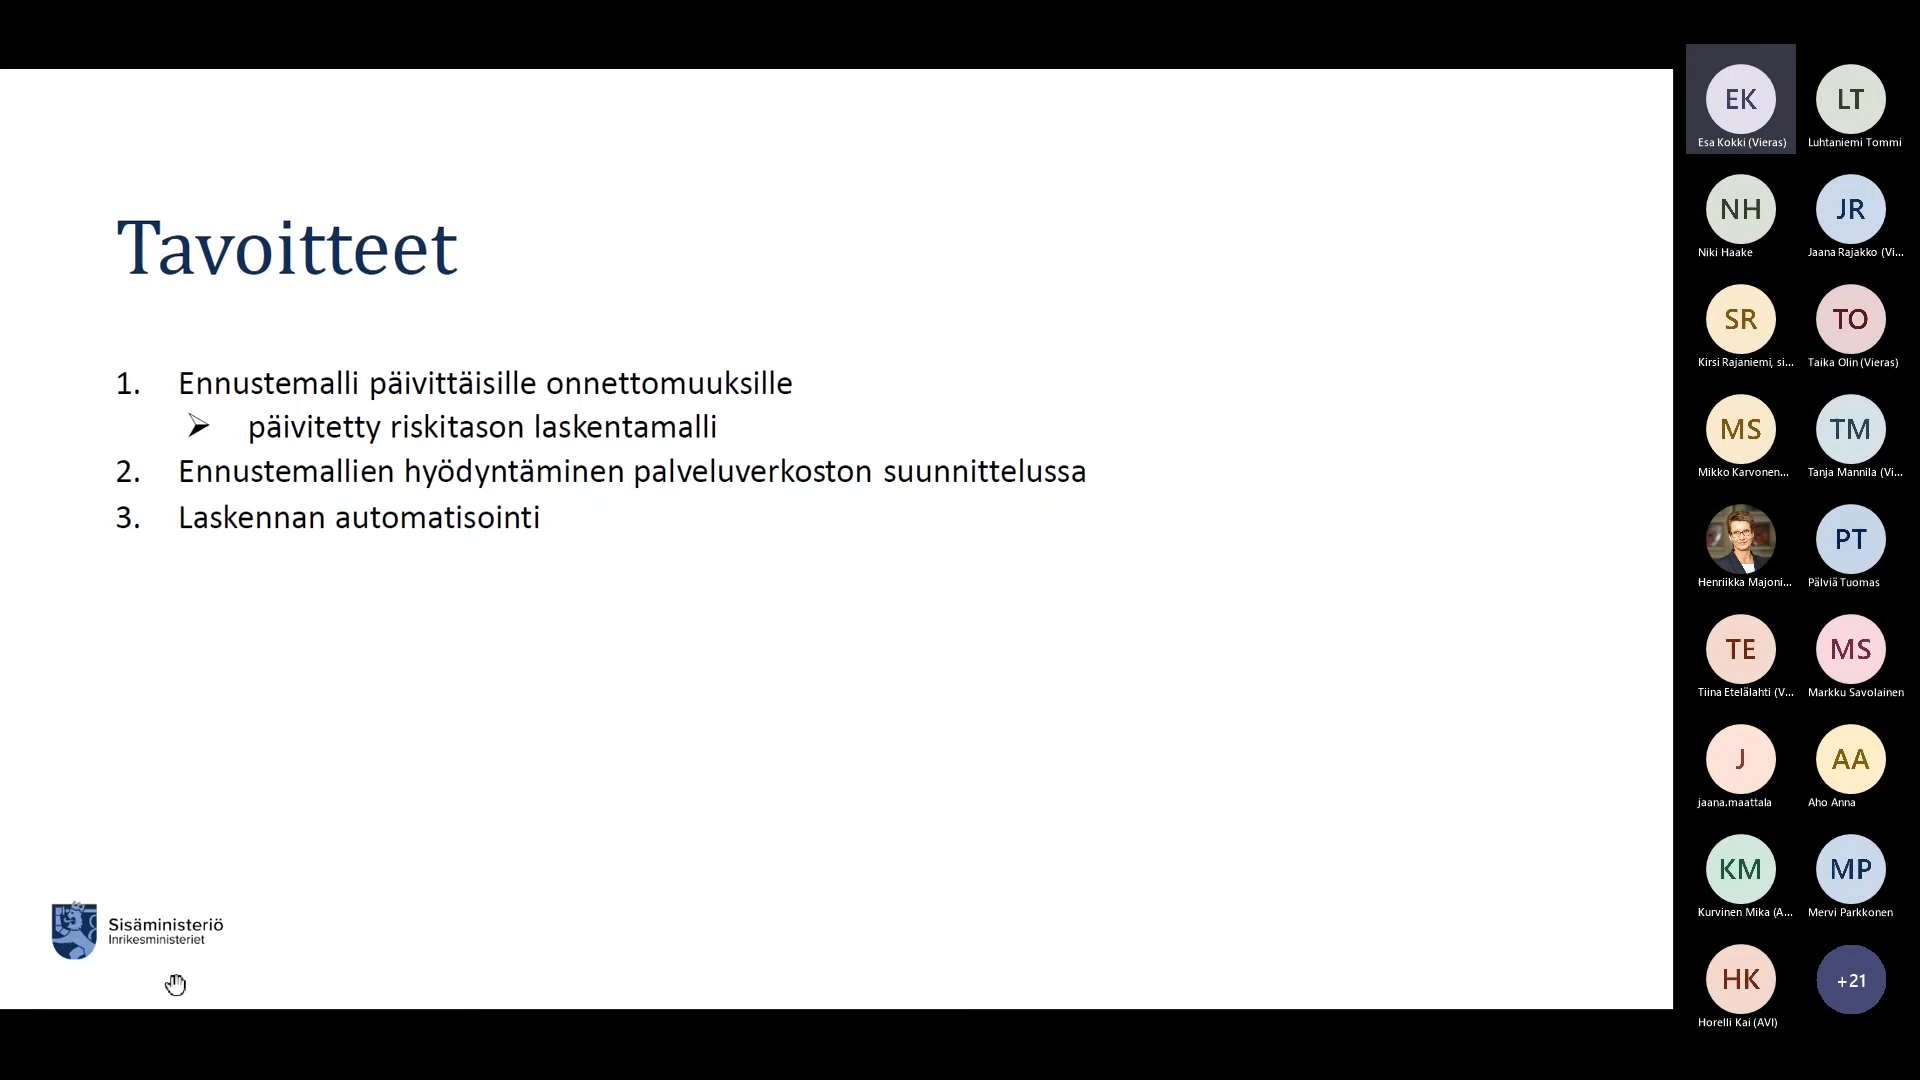 Tavoitteet
1. Ennustemalli päivittäisille onnettomuuksille
➢ päivitetty riskitason laskentamalli
2. Ennustemallien hyödyntäminen palveluverkoston suunnittelussa
3. Laskennan automatisointi
Sisäministeriö
Inrikesministeriet
EK
Esa Kokki (Vieras)
LT
Luhtaniemi Tommi
NH
Niki Haake
JR
Jaana Rajakko (Vi...
SR
Kirsi Rajaniemi, si...
TO
Taika Olin (Vieras)
MS
Mikko Karvonen...
TM
Tanja Mannila (Vi...
Henriikka Majoni...
PT
Pälviä Tuomas
TE
Tiina Etelälahti (V...
MS
Markku Savolainen
J
jaana.maattala
AA
Aho Anna
KM
Kurvinen Mika (A...
MP
Mervi Parkkonen
HK
Horelli Kai (AVI)
+21